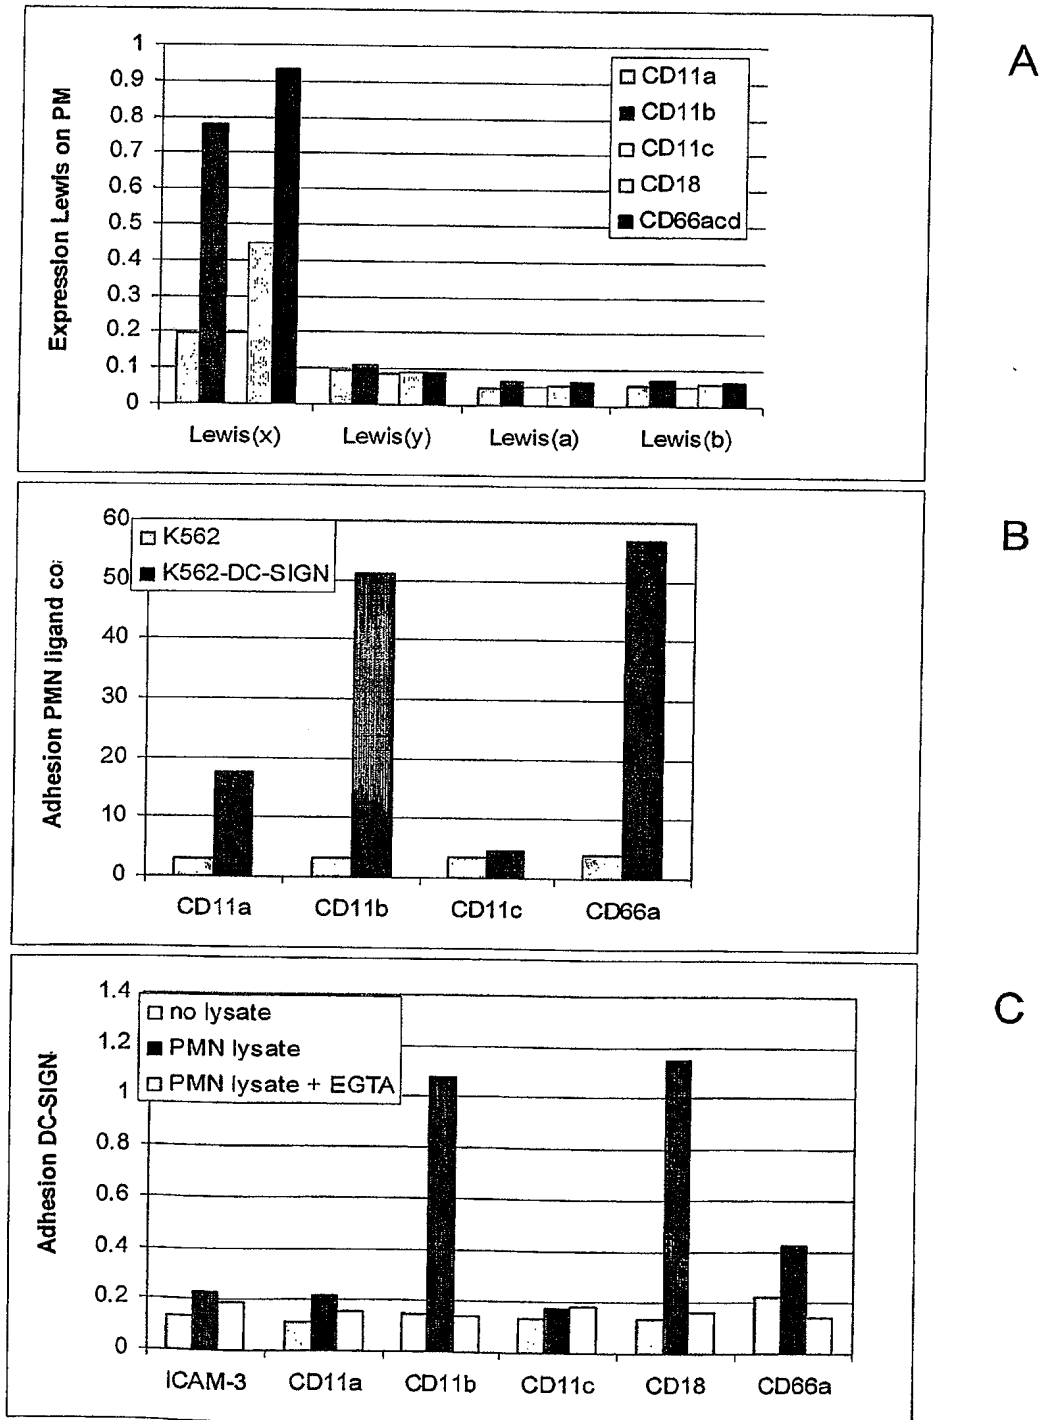 A
Expression Lewis on PM
1
0.9
0.8
0.7
0.6
0.5
0.4
0.3
0.2
0.1
0
CD11a
CD11b
CD11c
CD18
CD66acd
Lewis(x) Lewis(y) Lewis(a) Lewis(b)
B
Adhesion PMN ligand
60
50
40
30
20
10
0
K562
K562-DC-SIGN
CD11a CD11b CD11c CD66a
C
Adhesion DC-SIGN
1.4
1.2
1
0.8
0.6
0.4
0.2
0
no lysate
PMN lysate
PMN lysate + EGTA
ICAM-3 CD11a CD11b CD11c CD18 CD66a